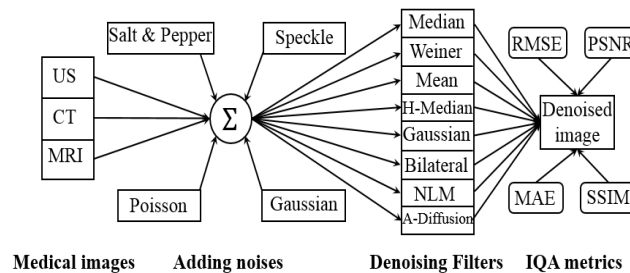 Salt & Pepper
Speckle
US
CT
MRI
Σ
Poisson
Gaussian
Median
Weiner
Mean
H-Median
Gaussian
Bilateral
NLM
A-Diffusion
RMSE
PSNR
Denoised
image
MAE
SSIM
Medical images
Adding noises
Denoising Filters
IQA metrics